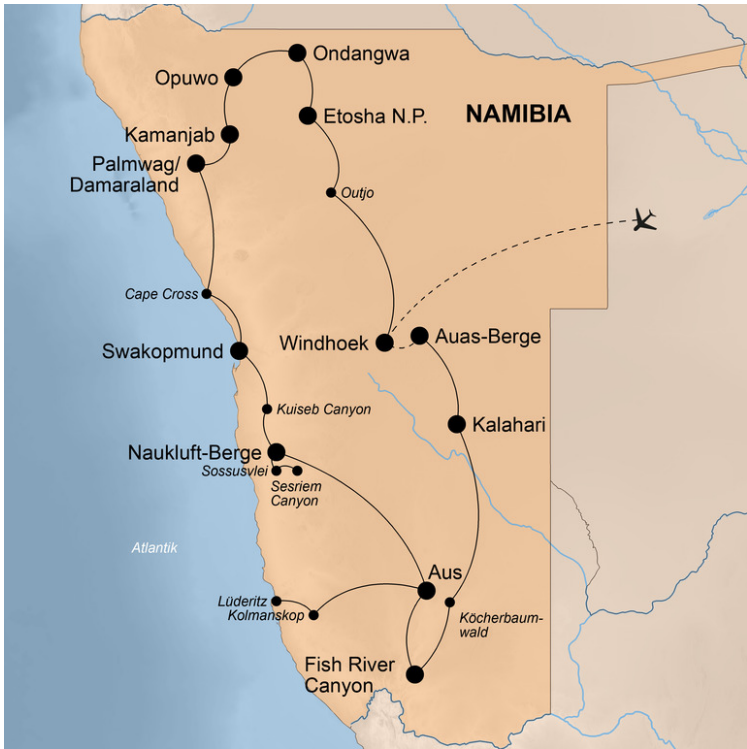 Ondangwa
Opuwo
Etosha N.P.
NAMIBIA
Kamanjab
Palmwag/
Damaraland
Outjo
Cape Cross
Windhoek
Auas-Berge
Swakopmund
Kuiseb Canyon
Kalahari
Naukluft-Berge
Sossusvlei
Sesriem
Canyon
Atlantik
Aus
Lüderitz
Kolmanskop
Köcherbaum-
wald
Fish River
Canyon